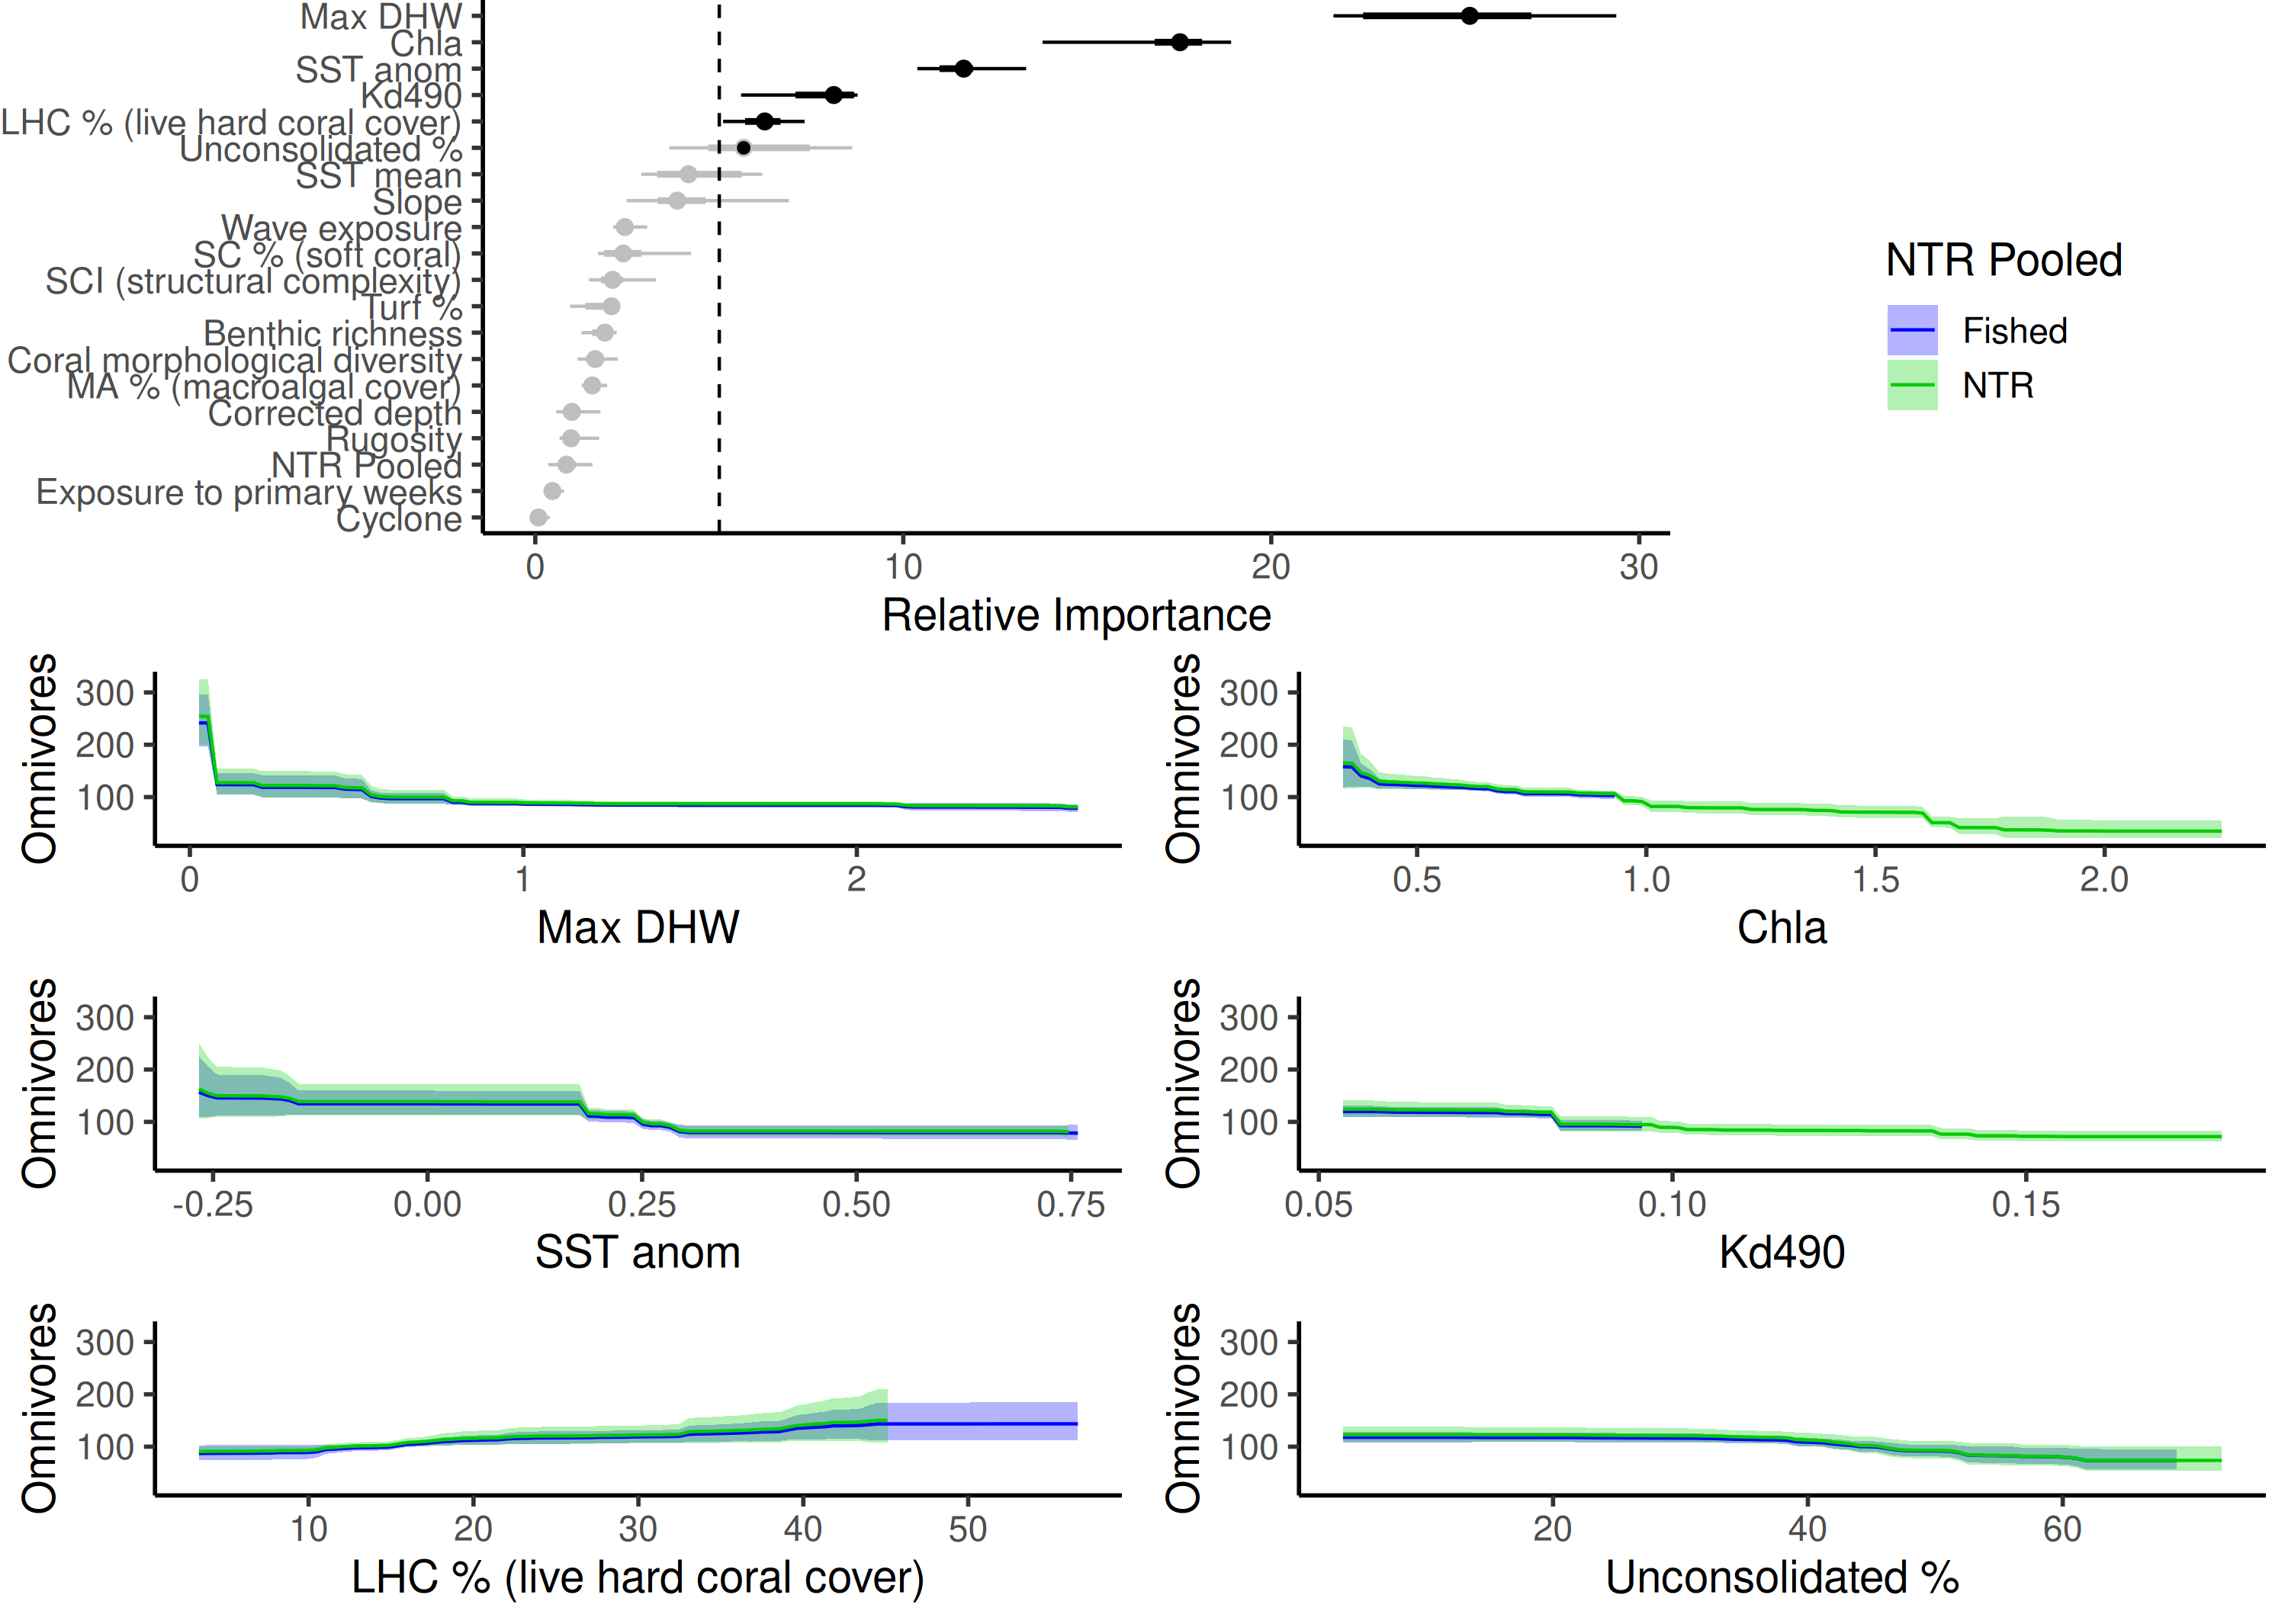 Max DHW
Chla
SST anom
Kd490
LHC % (live hard coral cover)
Unconsolidated %
SST mean
Slope
Wave exposure
SC % (soft coral)
SCI (structural complexity)
Turf %
Benthic richness
Coral morphological diversity
MA % (macroalgal cover)
Corrected depth
Rugosity
NTR Pooled
Exposure to primary weeks
Cyclone
0 10 20 30
Relative Importance
NTR Pooled
Fished
NTR
Omnivores
300
200
100
0 1 2
Max DHW
Omnivores
300
200
100
0.5 1.0 1.5 2.0
Chla
Omnivores
300
200
100
-0.25 0.00 0.25 0.50 0.75
SST anom
Omnivores
300
200
100
0.05 0.10 0.15
Kd490
Omnivores
300
200
100
10 20 30 40 50
LHC % (live hard coral cover)
Omnivores
300
200
100
20 40 60
Unconsolidated %